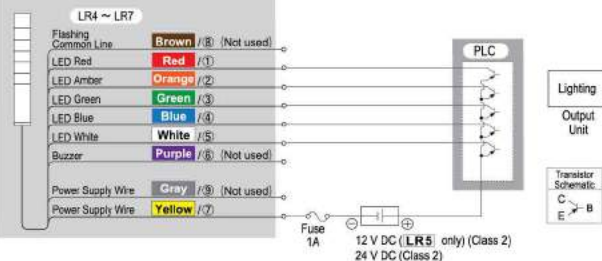 LR4 ~ LR7
Flashing Common Line Brown /⑧ (Not used)
LED Red Red /①
LED Amber Orange /②
LED Green Green /③
LED Blue Blue /④
LED White White /⑤
Buzzer Purple /⑥ (Not used)
Power Supply Wire Gray /⑨ (Not used)
Power Supply Wire Yellow /⑦
PLC
Fuse
1A
⊖ ⊕
12 V DC ( LR5 only) (Class 2)
24 V DC (Class 2)
Lighting
Output
Unit
Transistor
Schematic
C
B
E